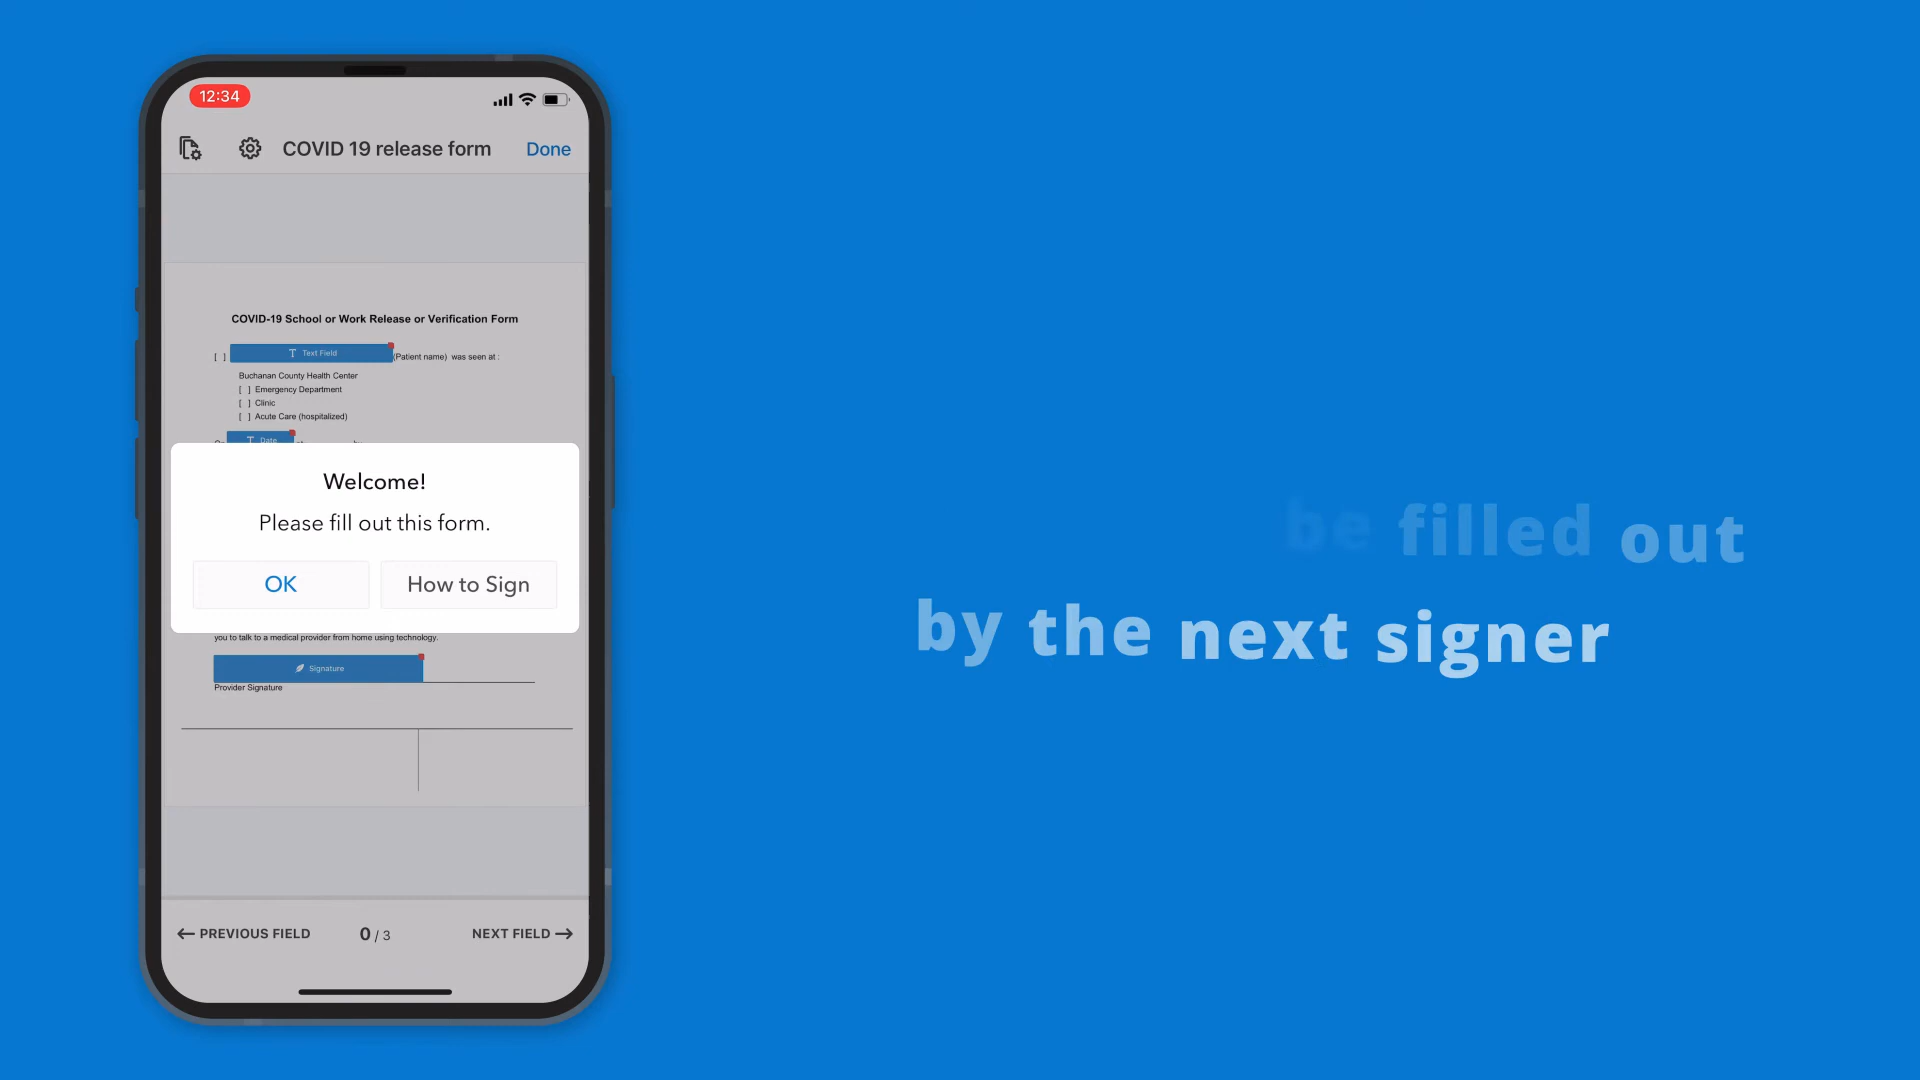 12:34
COVID 19 release form
Done
COVID-19 School or Work Release or Verification Form
[ ] Text Field (Patient name) was seen at :
Buchanan County Health Center
[ ] Emergency Department
[ ] Clinic
[ ] Acute Care (hospitalized)
Date
Welcome!
Please fill out this form.
OK
How to Sign
you to talk to a medical provider from home using technology.
Signature
Provider Signature
PREVIOUS FIELD
0 / 3
NEXT FIELD
be filled out
by the next signer